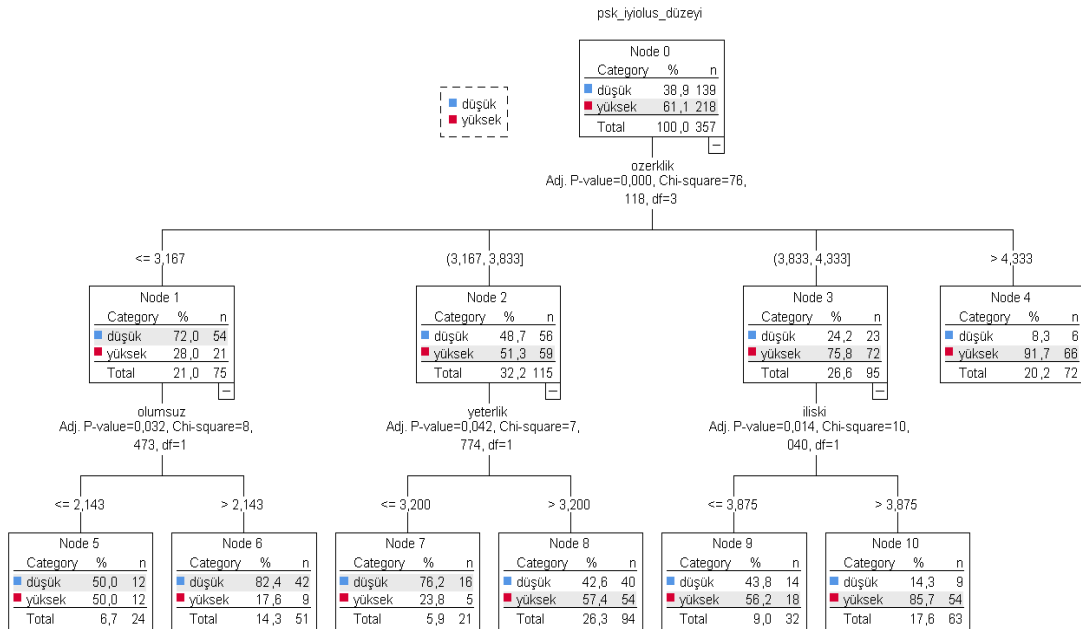 psk_iyiolus_düzeyi
Node 0
Category % n
düşük 38,9 139
yüksek 61,1 218
Total 100,0 357
düşük
yüksek
ozerklik
Adj. P-value=0,000, Chi-square=76,
118, df=3
<= 3,167
(3,167, 3,833]
(3,833, 4,333]
> 4,333
Node 1
Category % n
düşük 72,0 54
yüksek 28,0 21
Total 21,0 75
Node 2
Category % n
düşük 48,7 56
yüksek 51,3 59
Total 32,2 115
Node 3
Category % n
düşük 24,2 23
yüksek 75,8 72
Total 26,6 95
Node 4
Category % n
düşük 8,3 6
yüksek 91,7 66
Total 20,2 72
olumsuz
Adj. P-value=0,032, Chi-square=8,
473, df=1
yeterlik
Adj. P-value=0,042, Chi-square=7,
774, df=1
iliski
Adj. P-value=0,014, Chi-square=10,
040, df=1
<= 2,143
> 2,143
<= 3,200
> 3,200
<= 3,875
> 3,875
Node 5
Category % n
düşük 50,0 12
yüksek 50,0 12
Total 6,7 24
Node 6
Category % n
düşük 82,4 42
yüksek 17,6 9
Total 14,3 51
Node 7
Category % n
düşük 76,2 16
yüksek 23,8 5
Total 5,9 21
Node 8
Category % n
düşük 42,6 40
yüksek 57,4 54
Total 26,3 94
Node 9
Category % n
düşük 43,8 14
yüksek 56,2 18
Total 9,0 32
Node 10
Category % n
düşük 14,3 9
yüksek 85,7 54
Total 17,6 63